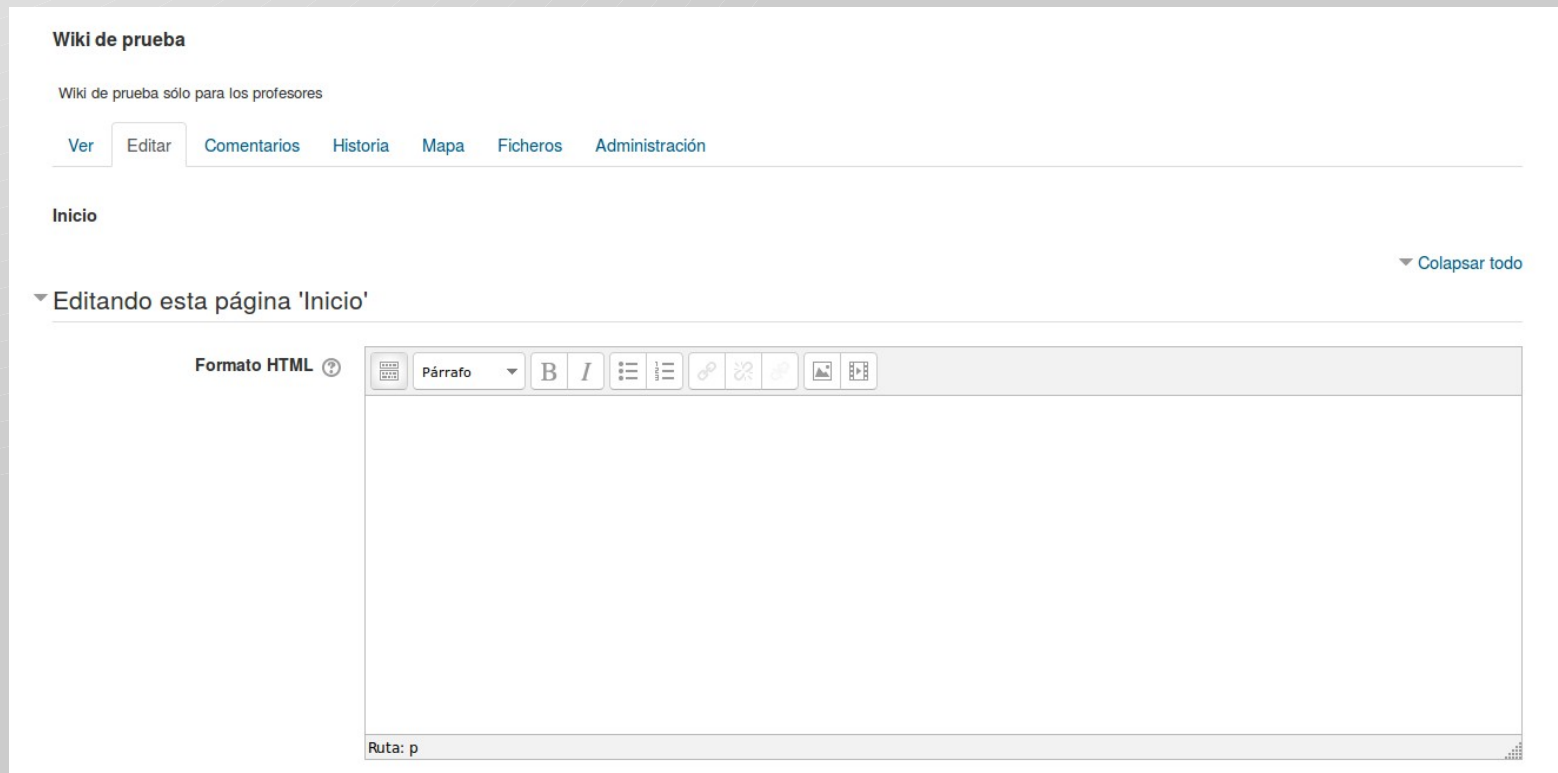 Wiki de prueba
Wiki de prueba sólo para los profesores
Ver Editar Comentarios Historia Mapa Ficheros Administración
Inicio
Colapsar todo
Editando esta página 'Inicio'
Formato HTML ? Párrafo B I
Ruta: p